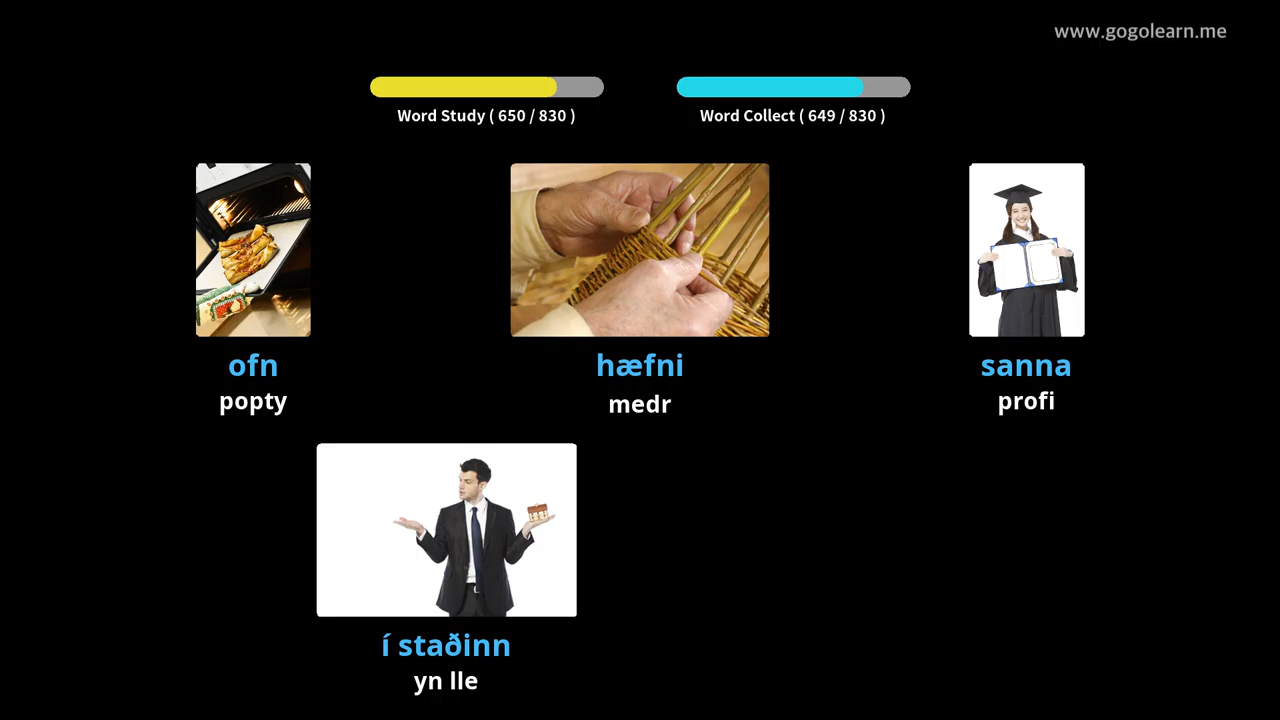 www.gogolearn.me
Word Study ( 650 / 830 )
Word Collect ( 649 / 830 )
ofn
popty
hæfni
medr
sanna
profi
í staðinn
yn lle